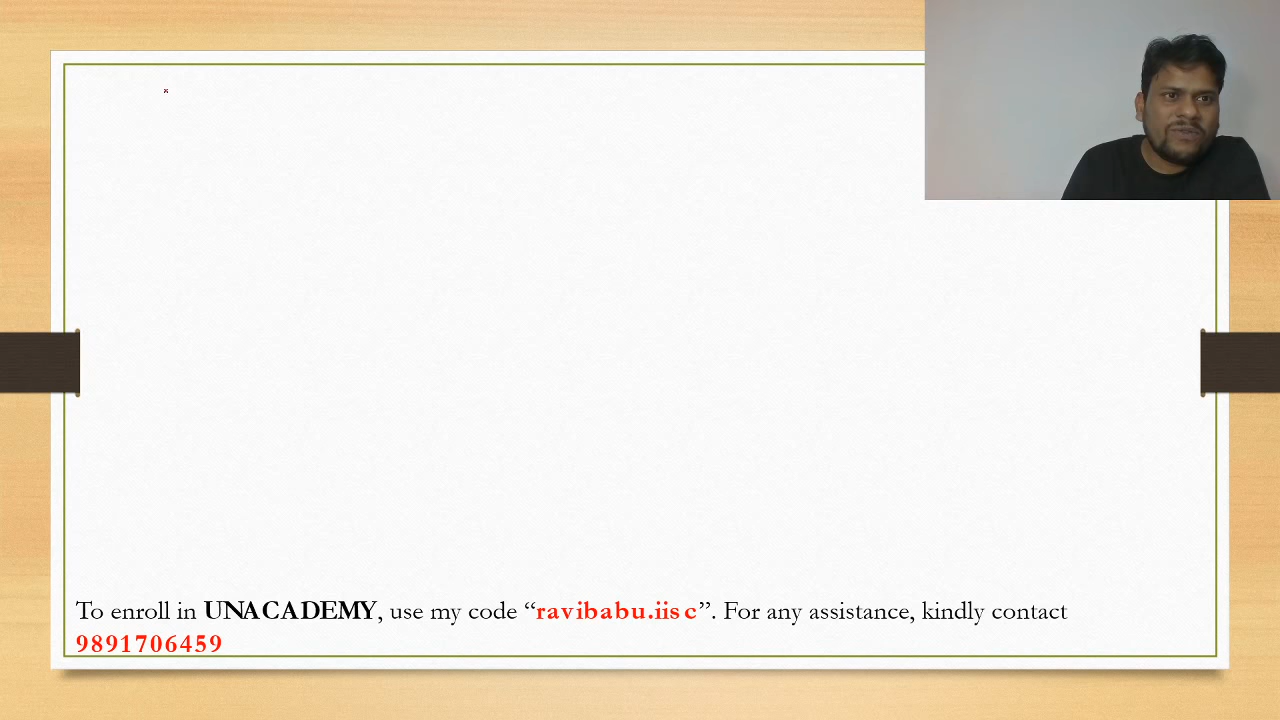 To enroll in UNACADEMY, use my code “ravibabu.iisc”. For any assistance, kindly contact
9891706459